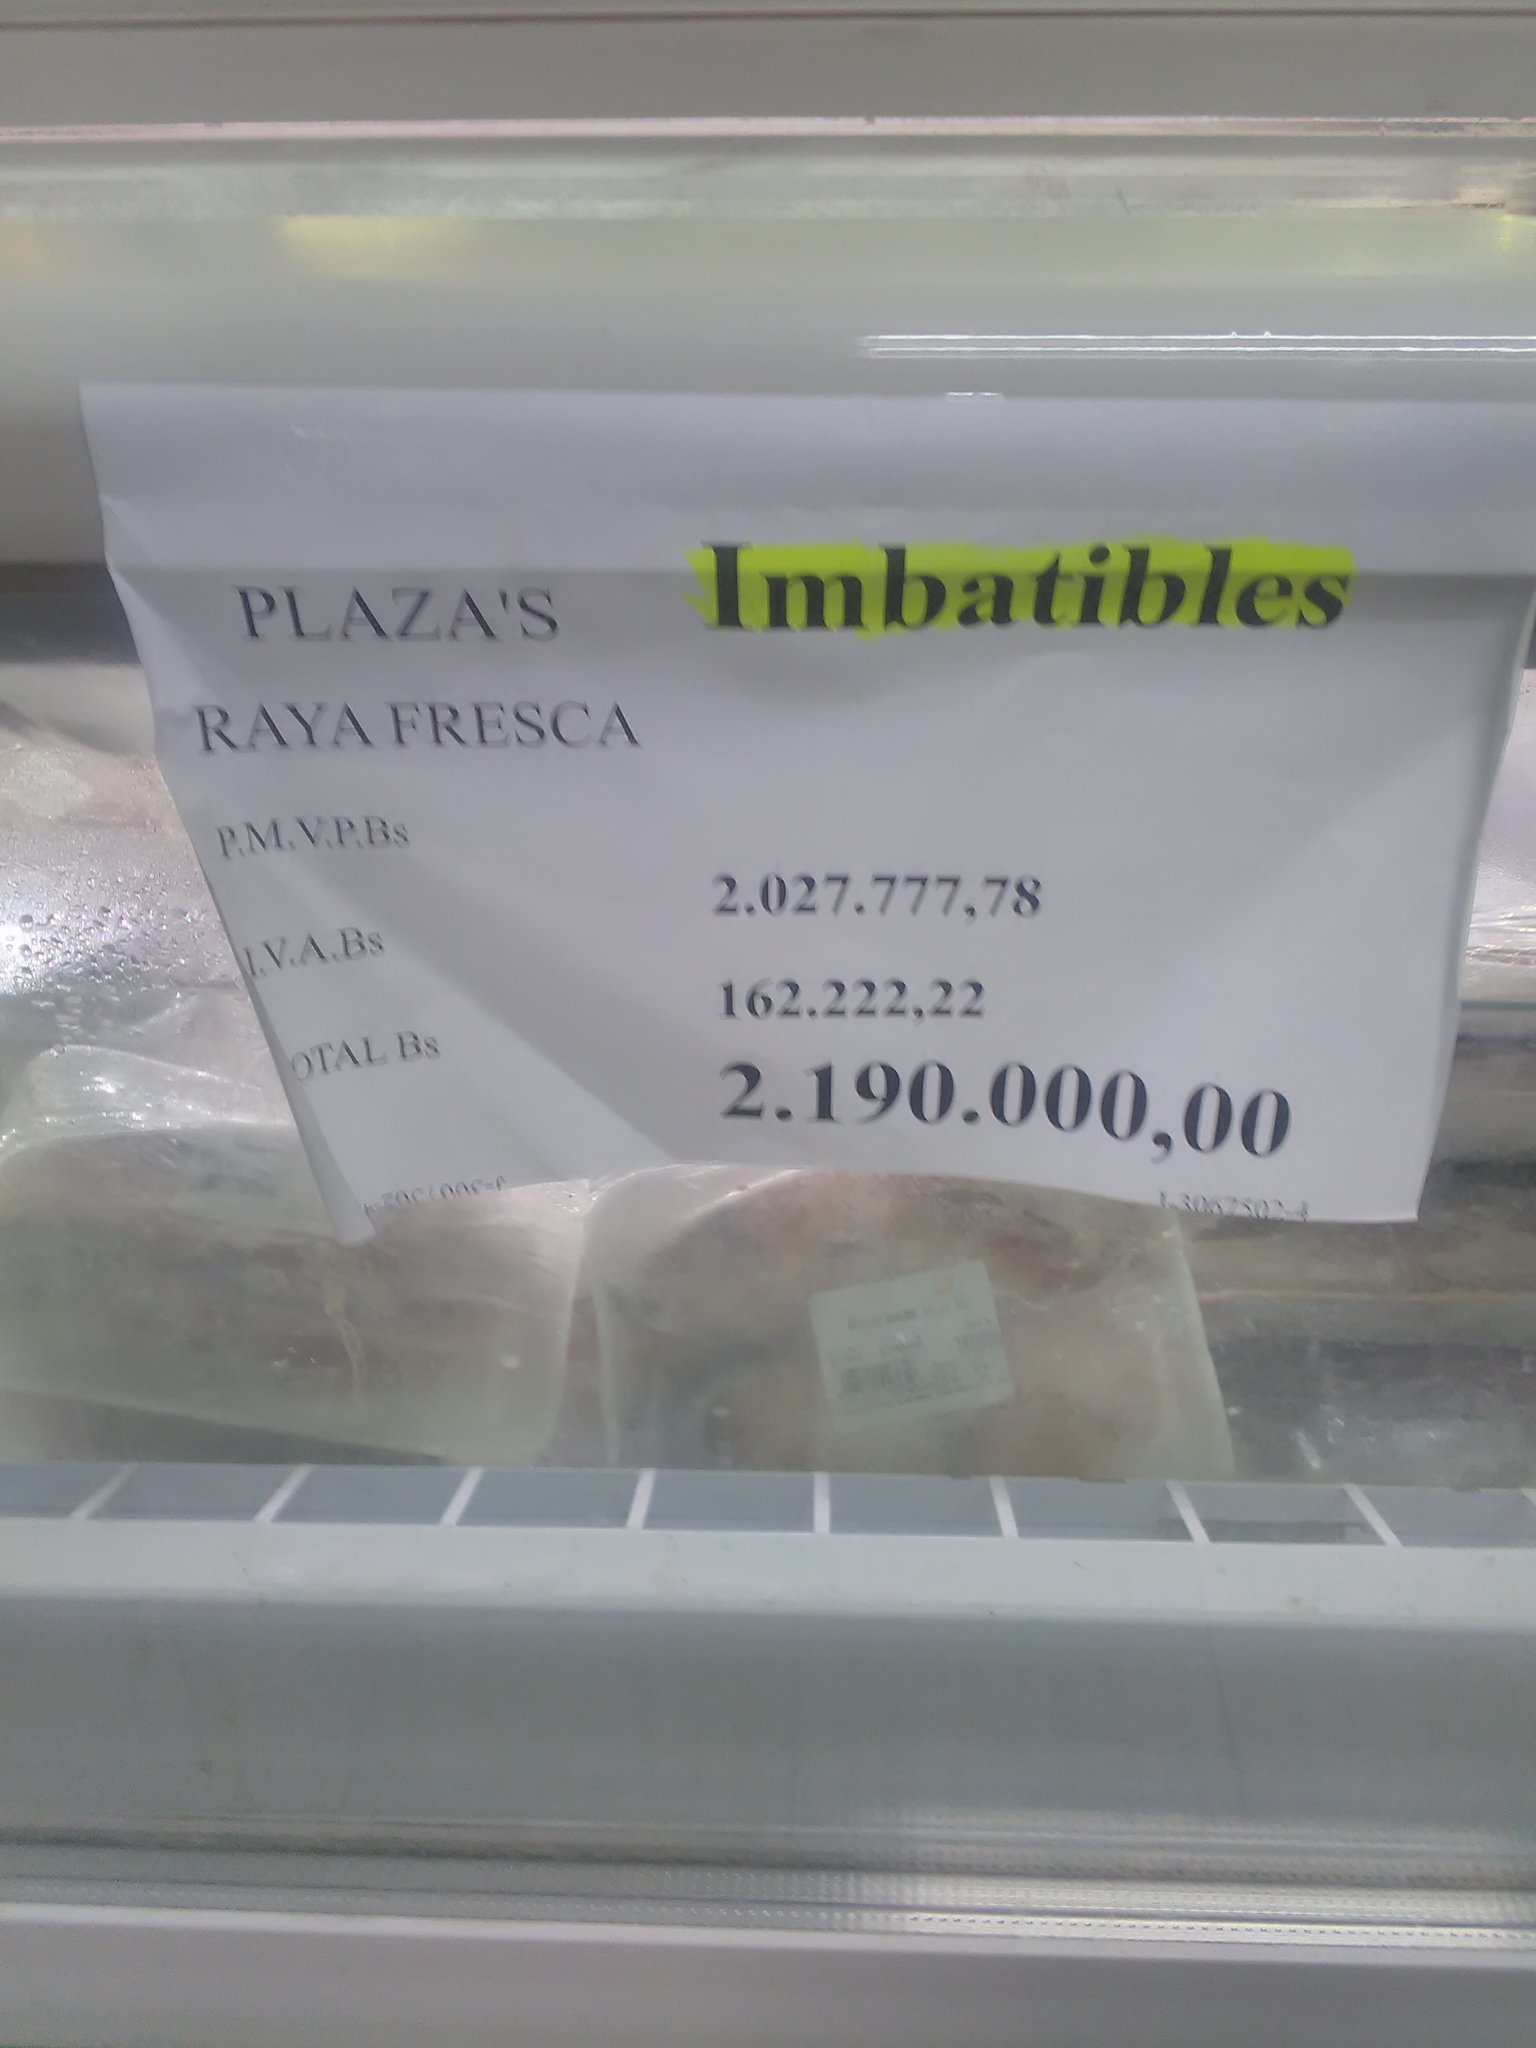 PLAZA'S Imbatibles
RAYA FRESCA
P.M.V.P.Bs
2.027.777,78
I.V.A.Bs
162.222,22
OTAL Bs
2.190.000,00